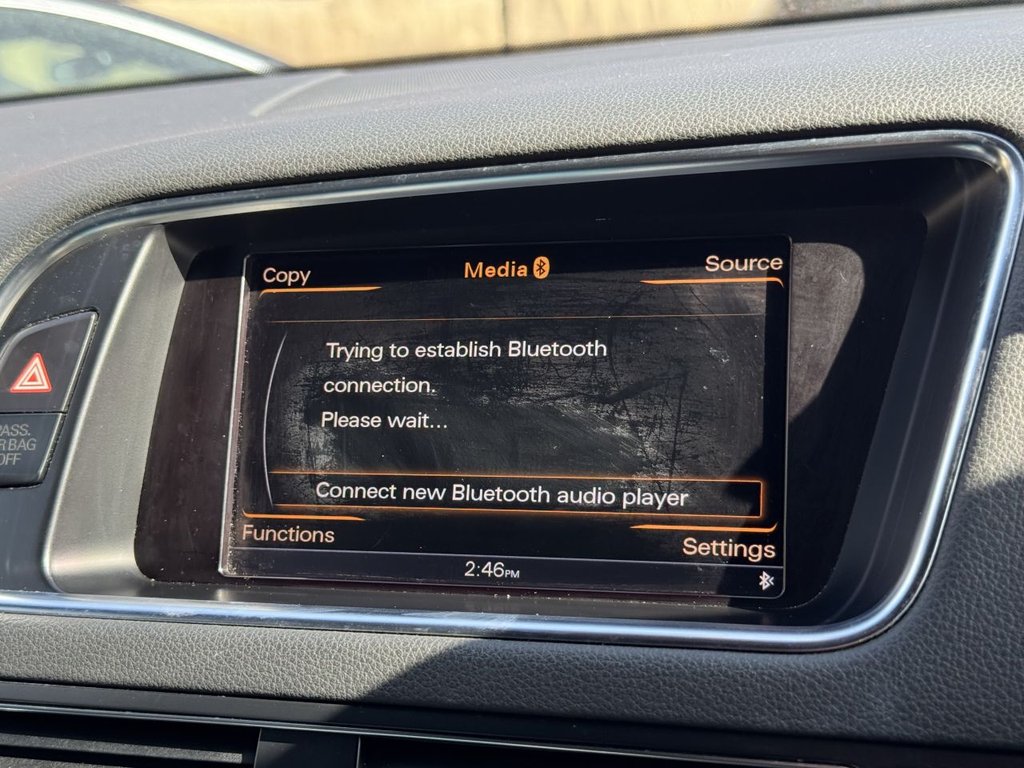 Copy
Media
Source
Trying to establish Bluetooth
connection.
Please wait...
Connect new Bluetooth audio player
Functions
Settings
2:46PM
PASS.
AIRBAG
OFF